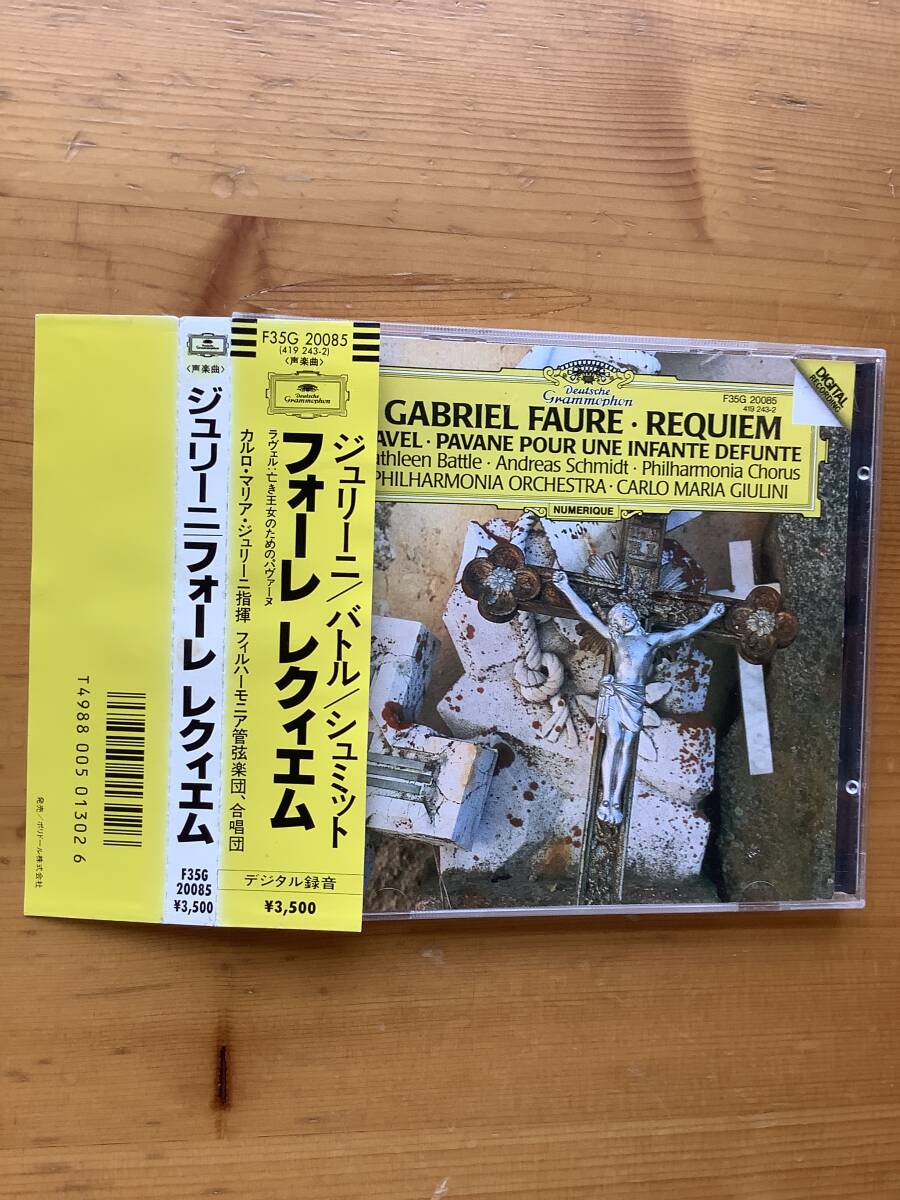 T4988 005 01302 6
発売／ポリドール株式会社
Deutsche
Grammophon
〈声楽曲〉
ジュリーニ／フォーレ レクィエム
F35G
20085
¥3,500
F35G 20085
(419 243-2)
〈声楽曲〉
Deutsche
Grammophon
ジュリーニ／バトル／シュミット
フォーレ レクィエム
ラヴェル:亡き王女のためのパヴァーヌ
カルロ・マリア・ジュリーニ指揮 フィルハーモニア管弦楽団、合唱団
デジタル録音
¥3,500
Deutsche
Grammophon
F35G 20085
419 243-2
DIGITAL
RECORDING
GABRIEL FAURE · REQUIEM
AVEL · PAVANE POUR UNE INFANTE DEFUNTE
athleen Battle · Andreas Schmidt · Philharmonia Chorus
PHILHARMONIA ORCHESTRA · CARLO MARIA GIULINI
NUMERIQUE